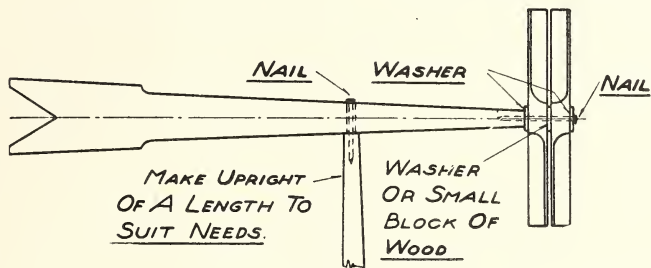 NAIL
WASHER
NAIL
MAKE UPRIGHT
OF A LENGTH TO
SUIT NEEDS.
WASHER
OR SMALL
BLOCK OF
WOOD